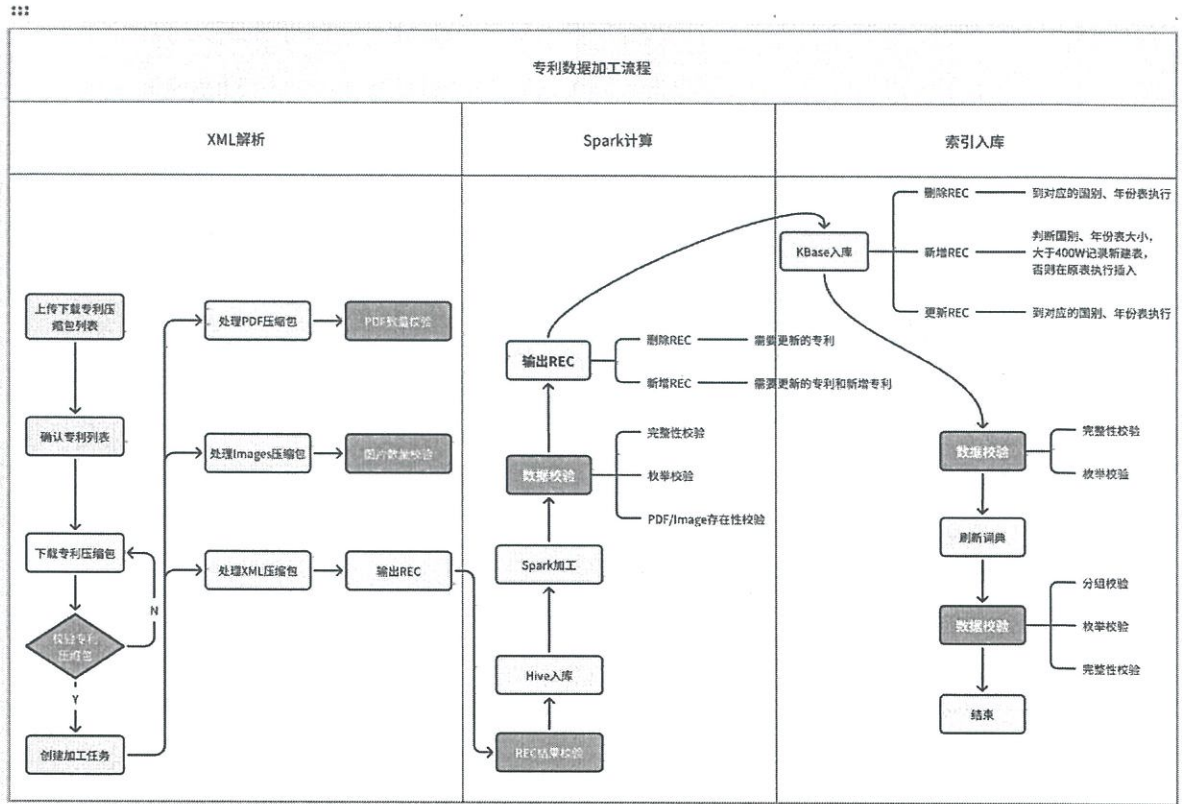 专利数据加工流程
XML解析
Spark计算
索引入库
上传下载专利压
缩包列表
确认专利列表
下载专利压缩包
N
校验专利
压缩包
Y
创建加工任务
处理PDF压缩包
PDF数量校验
处理Images压缩包
图片数量校验
处理XML压缩包
输出REC
输出REC
删除REC
需要更新的专利
新增REC
需要更新的专利和新增专利
数据校验
完整性校验
枚举校验
PDF/Image存在性校验
Spark加工
Hive入库
REC结果校验
KBase入库
删除REC
到对应的国别、年份表执行
新增REC
判断国别、年份表大小，
大于400W记录新建表，
否则在原表执行插入
更新REC
到对应的国别、年份表执行
数据校验
完整性校验
枚举校验
刷新词典
数据校验
分组校验
枚举校验
完整性校验
结束